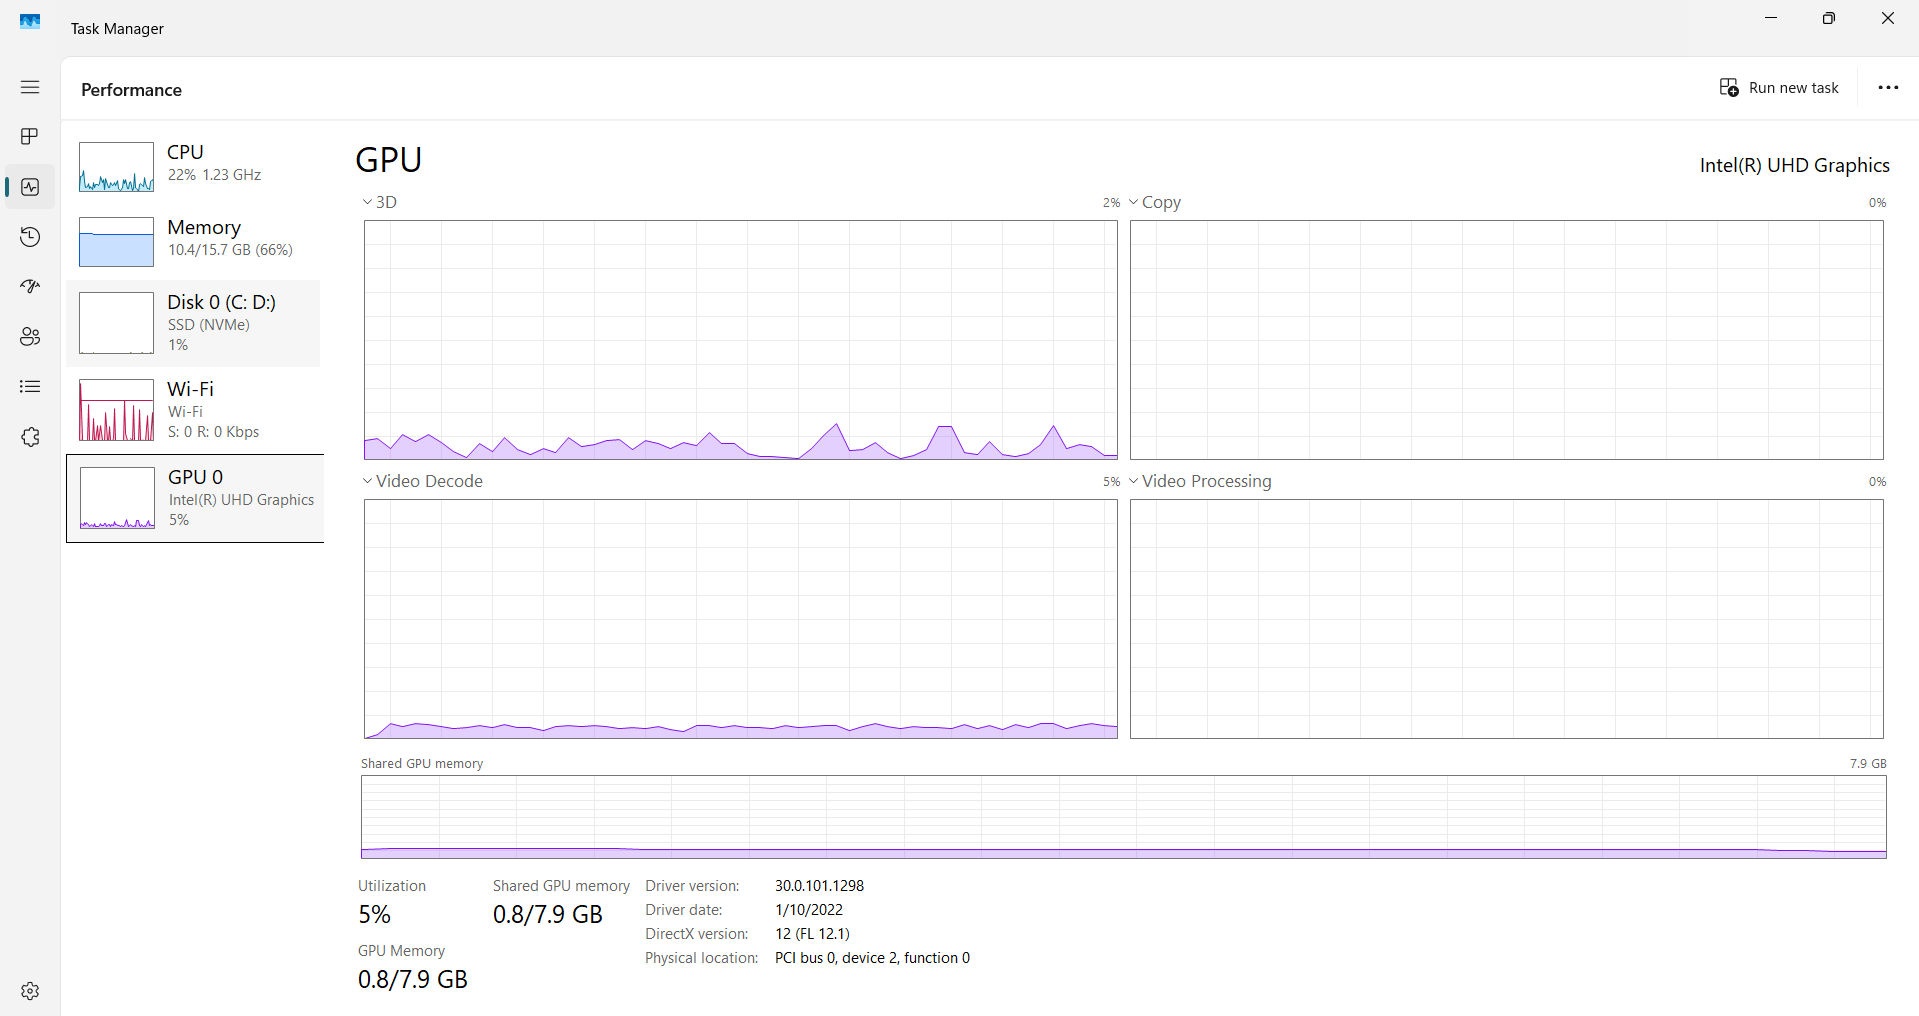 Task Manager
Performance
Run new task
CPU
22% 1.23 GHz
Memory
10.4/15.7 GB (66%)
Disk 0 (C: D:)
SSD (NVMe)
1%
Wi-Fi
Wi-Fi
S: 0 R: 0 Kbps
GPU 0
Intel(R) UHD Graphics
5%
GPU
Intel(R) UHD Graphics
3D 2%
Copy 0%
Video Decode 5%
Video Processing 0%
Shared GPU memory 7.9 GB
Utilization
5%
Shared GPU memory
0.8/7.9 GB
GPU Memory
0.8/7.9 GB
Driver version: 30.0.101.1298
Driver date: 1/10/2022
DirectX version: 12 (FL 12.1)
Physical location: PCI bus 0, device 2, function 0